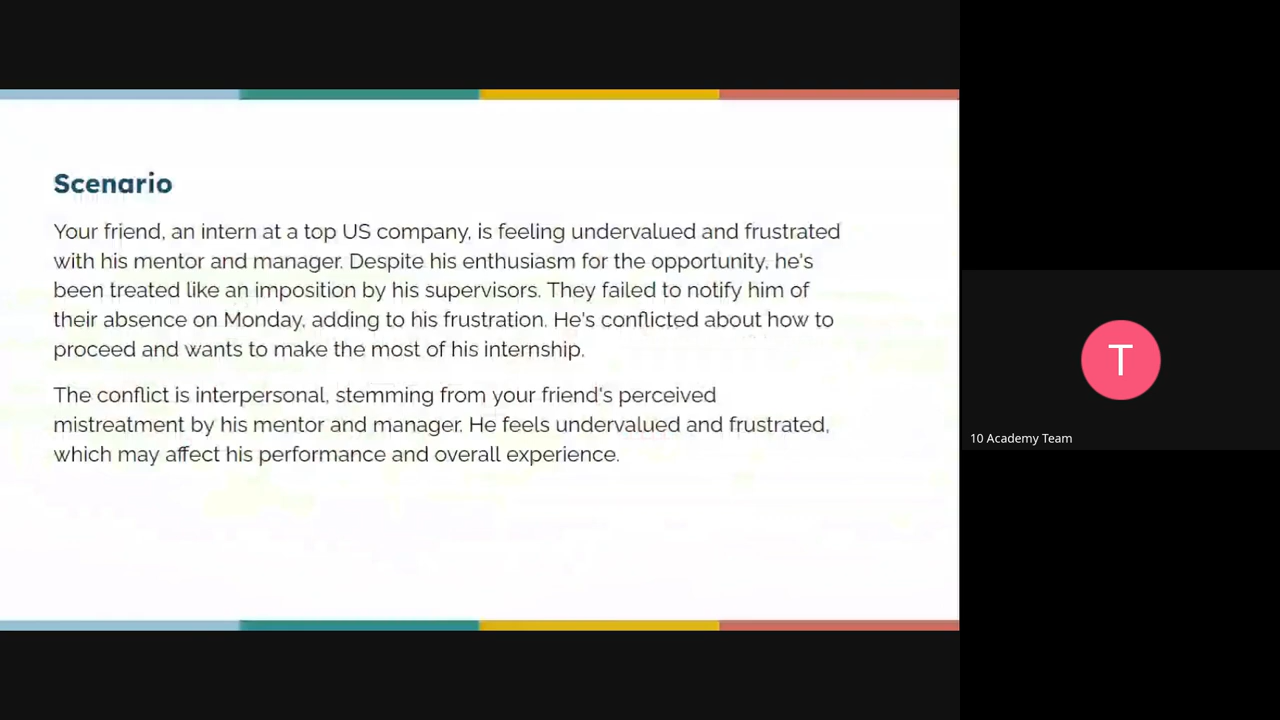 Scenario
Your friend, an intern at a top US company, is feeling undervalued and frustrated
with his mentor and manager. Despite his enthusiasm for the opportunity, he's
been treated like an imposition by his supervisors. They failed to notify him of
their absence on Monday, adding to his frustration. He's conflicted about how to
proceed and wants to make the most of his internship.
The conflict is interpersonal, stemming from your friend's perceived
mistreatment by his mentor and manager. He feels undervalued and frustrated,
which may affect his performance and overall experience.
T
10 Academy Team